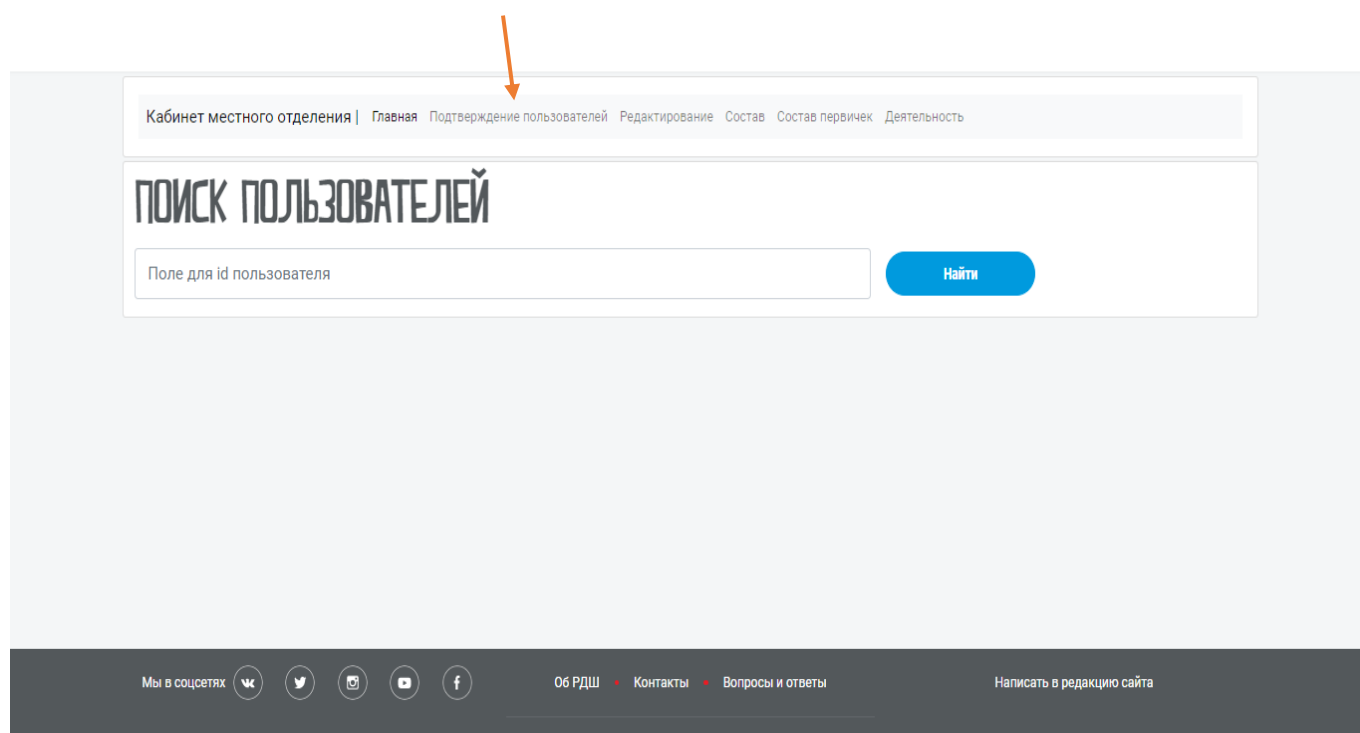 Кабинет местного отделения | Главная Подтверждение пользователей Редактирование Состав Состав первичек Деятельность
ПОИСК ПОЛЬЗОВАТЕЛЕЙ
Поле для id пользователя Найти
Мы в соцсетях Об РДШ • Контакты • Вопросы и ответы Написать в редакцию сайта